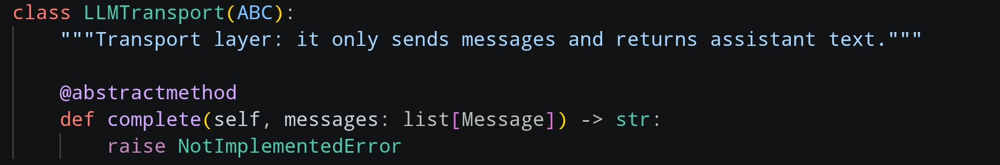 class LLMTransport(ABC):
    """Transport layer: it only sends messages and returns assistant text."""

    @abstractmethod
    def complete(self, messages: list[Message]) -> str:
        raise NotImplementedError